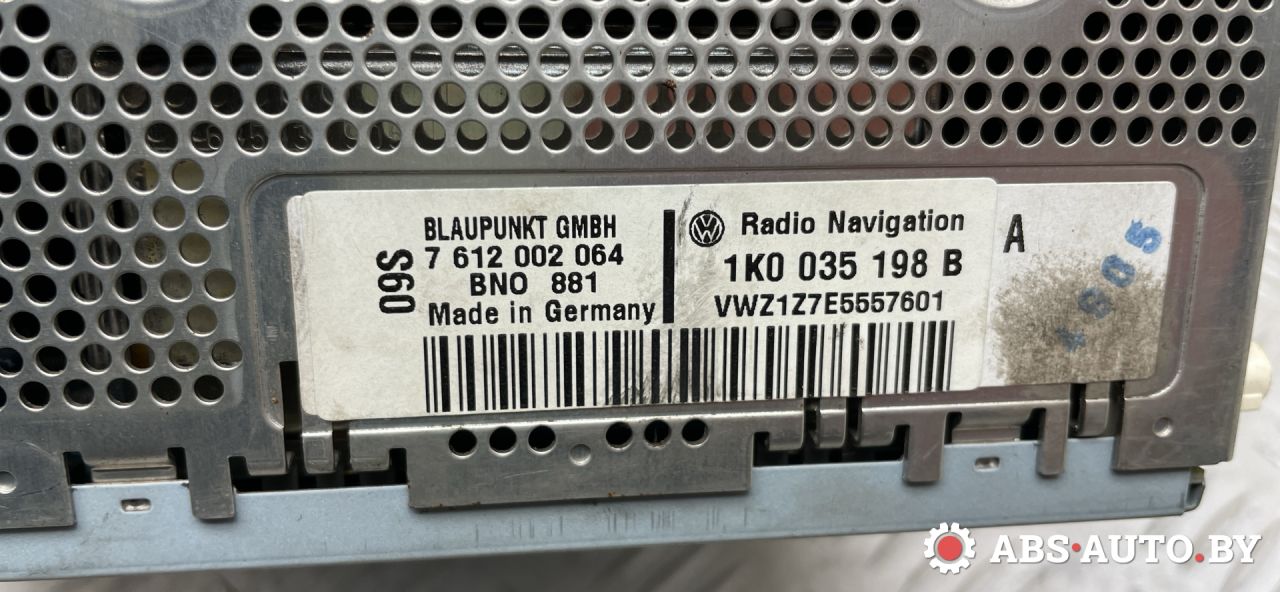 09S
BLAUPUNKT GMBH
7 612 002 064
BNO 881
Made in Germany
Radio Navigation
1K0 035 198 B
VWZ1Z7E5557601
A
ABS-AUTO.BY